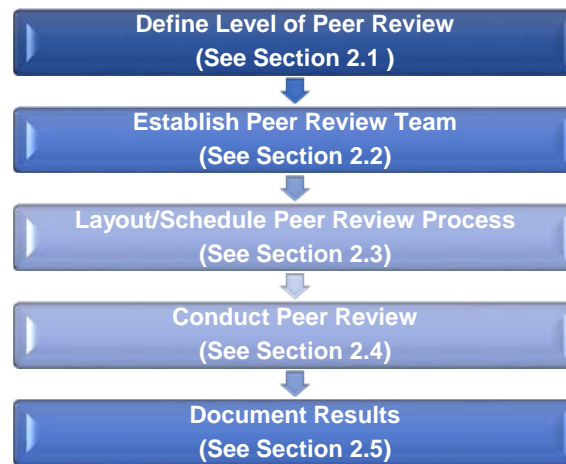 Define Level of Peer Review
(See Section 2.1 )
Establish Peer Review Team
(See Section 2.2)
Layout/Schedule Peer Review Process
(See Section 2.3)
Conduct Peer Review
(See Section 2.4)
Document Results
(See Section 2.5)